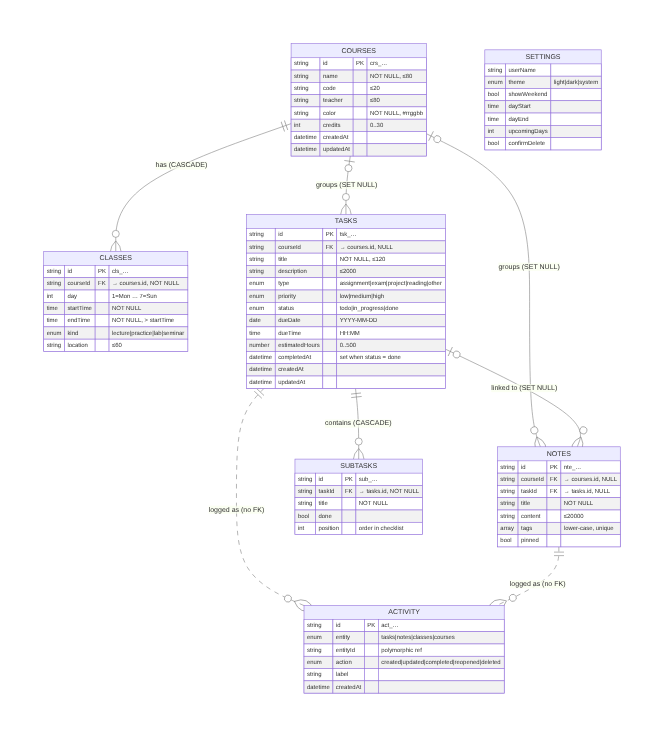 COURSES
string id PK crs_...
string name NOT NULL, ≤80
string code ≤20
string teacher ≤80
string color NOT NULL, #rrggbb
int credits 0..30
datetime createdAt
datetime updatedAt
SETTINGS
string userName
enum theme light|dark|system
bool showWeekend
time dayStart
time dayEnd
int upcomingDays
bool confirmDelete
has (CASCADE)
groups (SET NULL)
groups (SET NULL)
CLASSES
string id PK cls_...
string courseId FK → courses.id, NOT NULL
int day 1=Mon ... 7=Sun
time startTime NOT NULL
time endTime NOT NULL, > startTime
enum kind lecture|practice|lab|seminar
string location ≤60
TASKS
string id PK tsk_...
string courseId FK → courses.id, NULL
string title NOT NULL, ≤120
string description ≤2000
enum type assignment|exam|project|reading|other
enum priority low|medium|high
enum status todo|in_progress|done
date dueDate YYYY-MM-DD
time dueTime HH:MM
number estimatedHours 0..500
datetime completedAt set when status = done
datetime createdAt
datetime updatedAt
linked to (SET NULL)
contains (CASCADE)
SUBTASKS
string id PK sub_...
string taskId FK → tasks.id, NOT NULL
string title NOT NULL
bool done
int position order in checklist
NOTES
string id PK nte_...
string courseId FK → courses.id, NULL
string taskId FK → tasks.id, NULL
string title NOT NULL
string content ≤20000
array tags lower-case, unique
bool pinned
logged as (no FK)
logged as (no FK)
ACTIVITY
string id PK act_...
enum entity tasks|notes|classes|courses
string entityId polymorphic ref
enum action created|updated|completed|reopened|deleted
string label
datetime createdAt